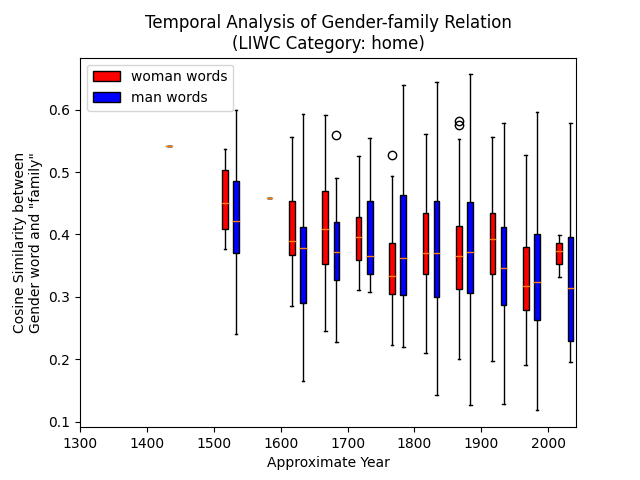 Temporal Analysis of Gender-family Relation
(LIWC Category: home)
woman words
man words
Cosine Similarity between
Gender word and "family"
0.6
0.5
0.4
0.3
0.2
0.1
1300 1400 1500 1600 1700 1800 1900 2000
Approximate Year